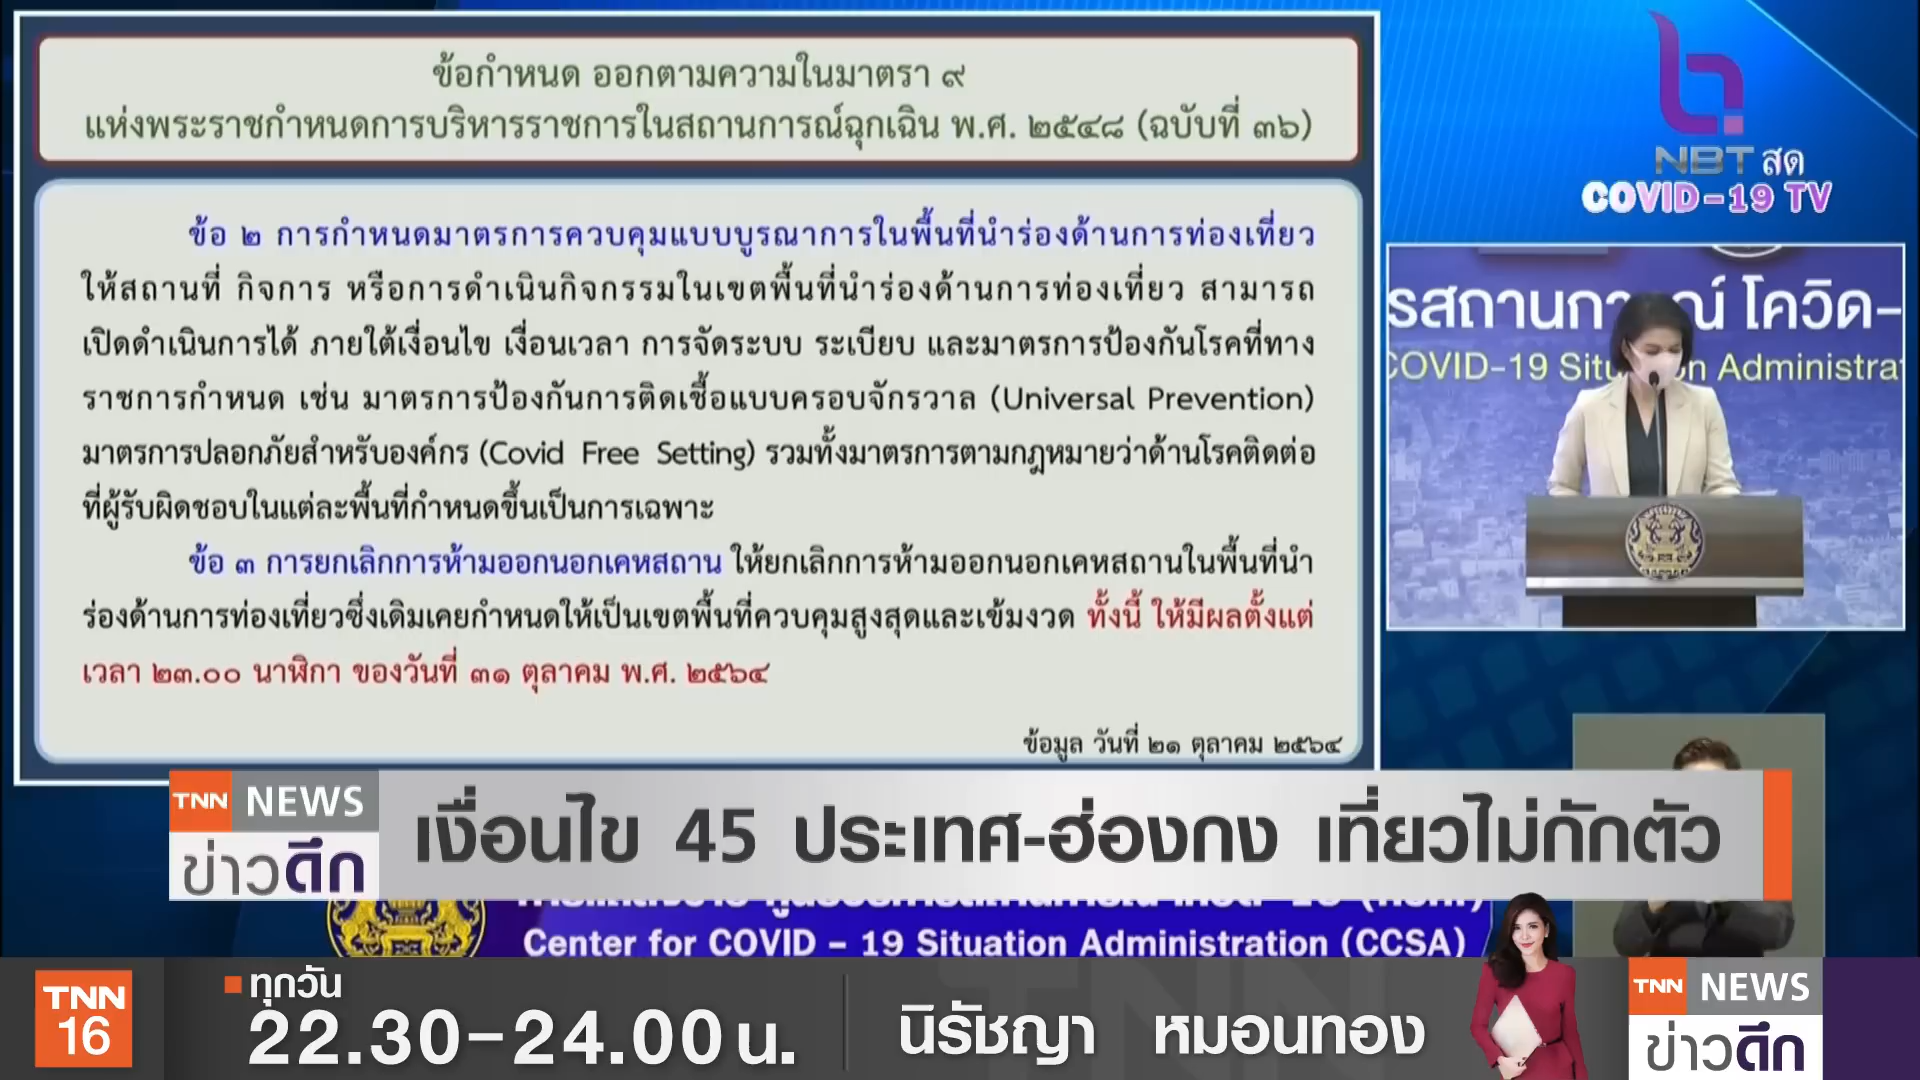 ข้อกำหนด ออกตามความในมาตรา ๙
แห่งพระราชกำหนดการบริหารราชการในสถานการณ์ฉุกเฉิน พ.ศ. ๒๕๔๘ (ฉบับที่ ๓๖)
ข้อ ๒ การกำหนดมาตรการควบคุมแบบบูรณาการในพื้นที่นำร่องด้านการท่องเที่ยว
ให้สถานที่ กิจการ หรือการดำเนินกิจกรรมในเขตพื้นที่นำร่องด้านการท่องเที่ยว สามารถ
เปิดดำเนินการได้ ภายใต้เงื่อนไข เงื่อนเวลา การจัดระบบ ระเบียบ และมาตรการป้องกันโรคที่ทาง
ราชการกำหนด เช่น มาตรการป้องกันการติดเชื้อแบบครอบจักรวาล (Universal Prevention)
มาตรการปลอกภัยสำหรับองค์กร (Covid Free Setting) รวมทั้งมาตรการตามกฎหมายว่าด้านโรคติดต่อ
ที่ผู้รับผิดชอบในแต่ละพื้นที่กำหนดขึ้นเป็นการเฉพาะ
ข้อ ๓ การยกเลิกการห้ามออกนอกเคหสถาน ให้ยกเลิกการห้ามออกนอกเคหสถานในพื้นที่นำ
ร่องด้านการท่องเที่ยวซึ่งเดิมเคยกำหนดให้เป็นเขตพื้นที่ควบคุมสูงสุดและเข้มงวด ทั้งนี้ ให้มีผลตั้งแต่
เวลา ๒๓.๐๐ นาฬิกา ของวันที่ ๓๑ ตุลาคม พ.ศ. ๒๕๖๔
ข้อมูล วันที่ ๒๑ ตุลาคม ๒๕๖๔
NBT สด
COVID-19 TV
รสถานการณ์ โควิด-
COVID-19 Situation Administra
TNN NEWS
ข่าวดึก
เงื่อนไข 45 ประเทศ-ฮ่องกง เที่ยวไม่กักตัว
Center for COVID – 19 Situation Administration (CCSA)
TNN
16
ทุกวัน
22.30-24.00 น.
นิรัชญา หมอนทอง
TNN NEWS
ข่าวดึก